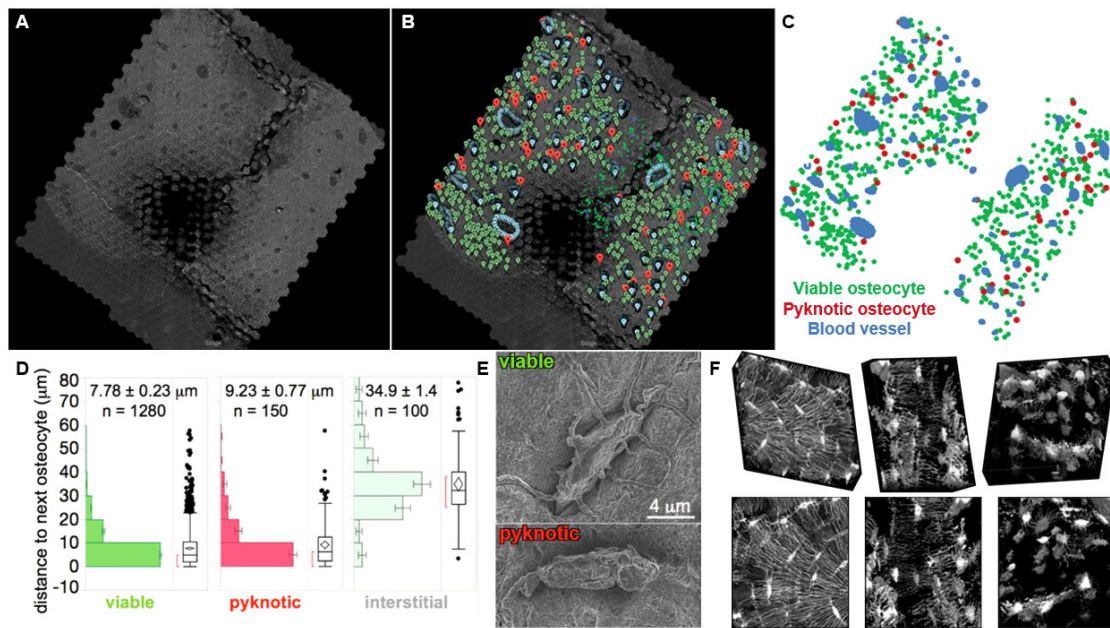 A
B
C
Viable osteocyte
Pyknotic osteocyte
Blood vessel
D
distance to next osteocyte (µm)
80
70
60
50
40
30
20
10
0
-10
7.78 ± 0.23 µm
n = 1280
9.23 ± 0.77 µm
n = 150
34.9 ± 1.4
n = 100
viable
pyknotic
interstitial
E
viable
4 µm
pyknotic
F